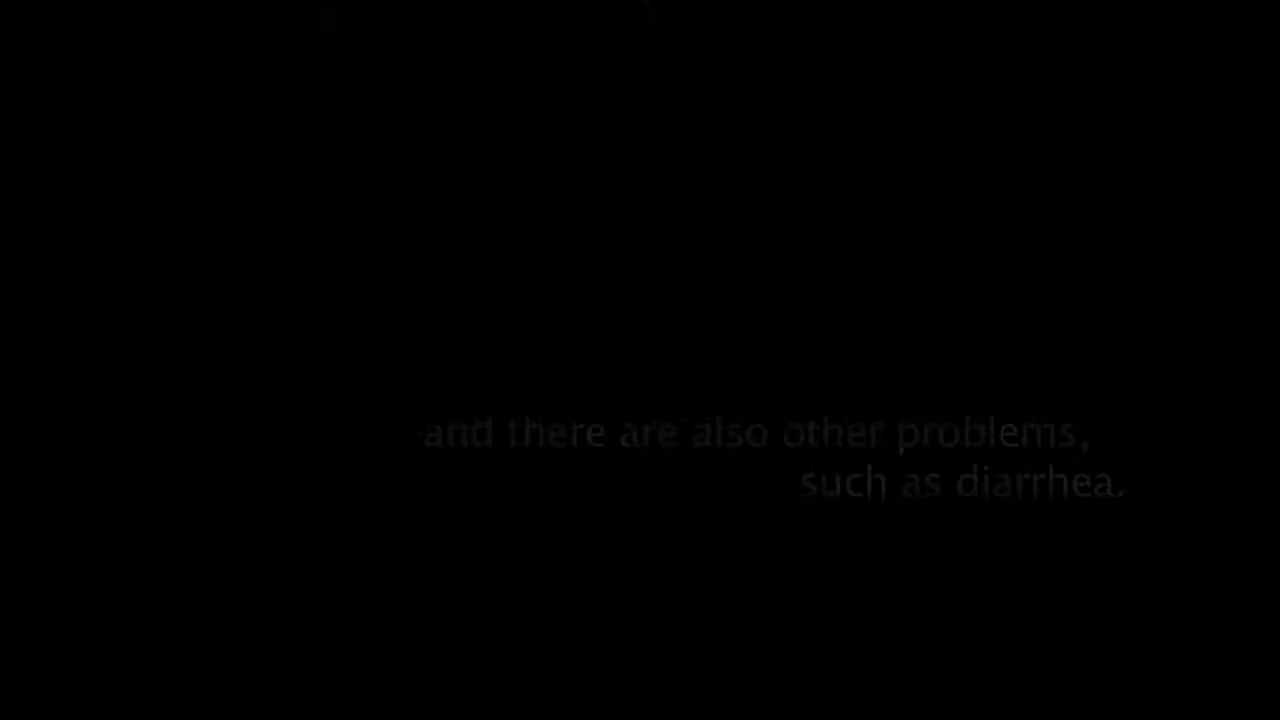 and there are also other problems,
such as diarrhea.